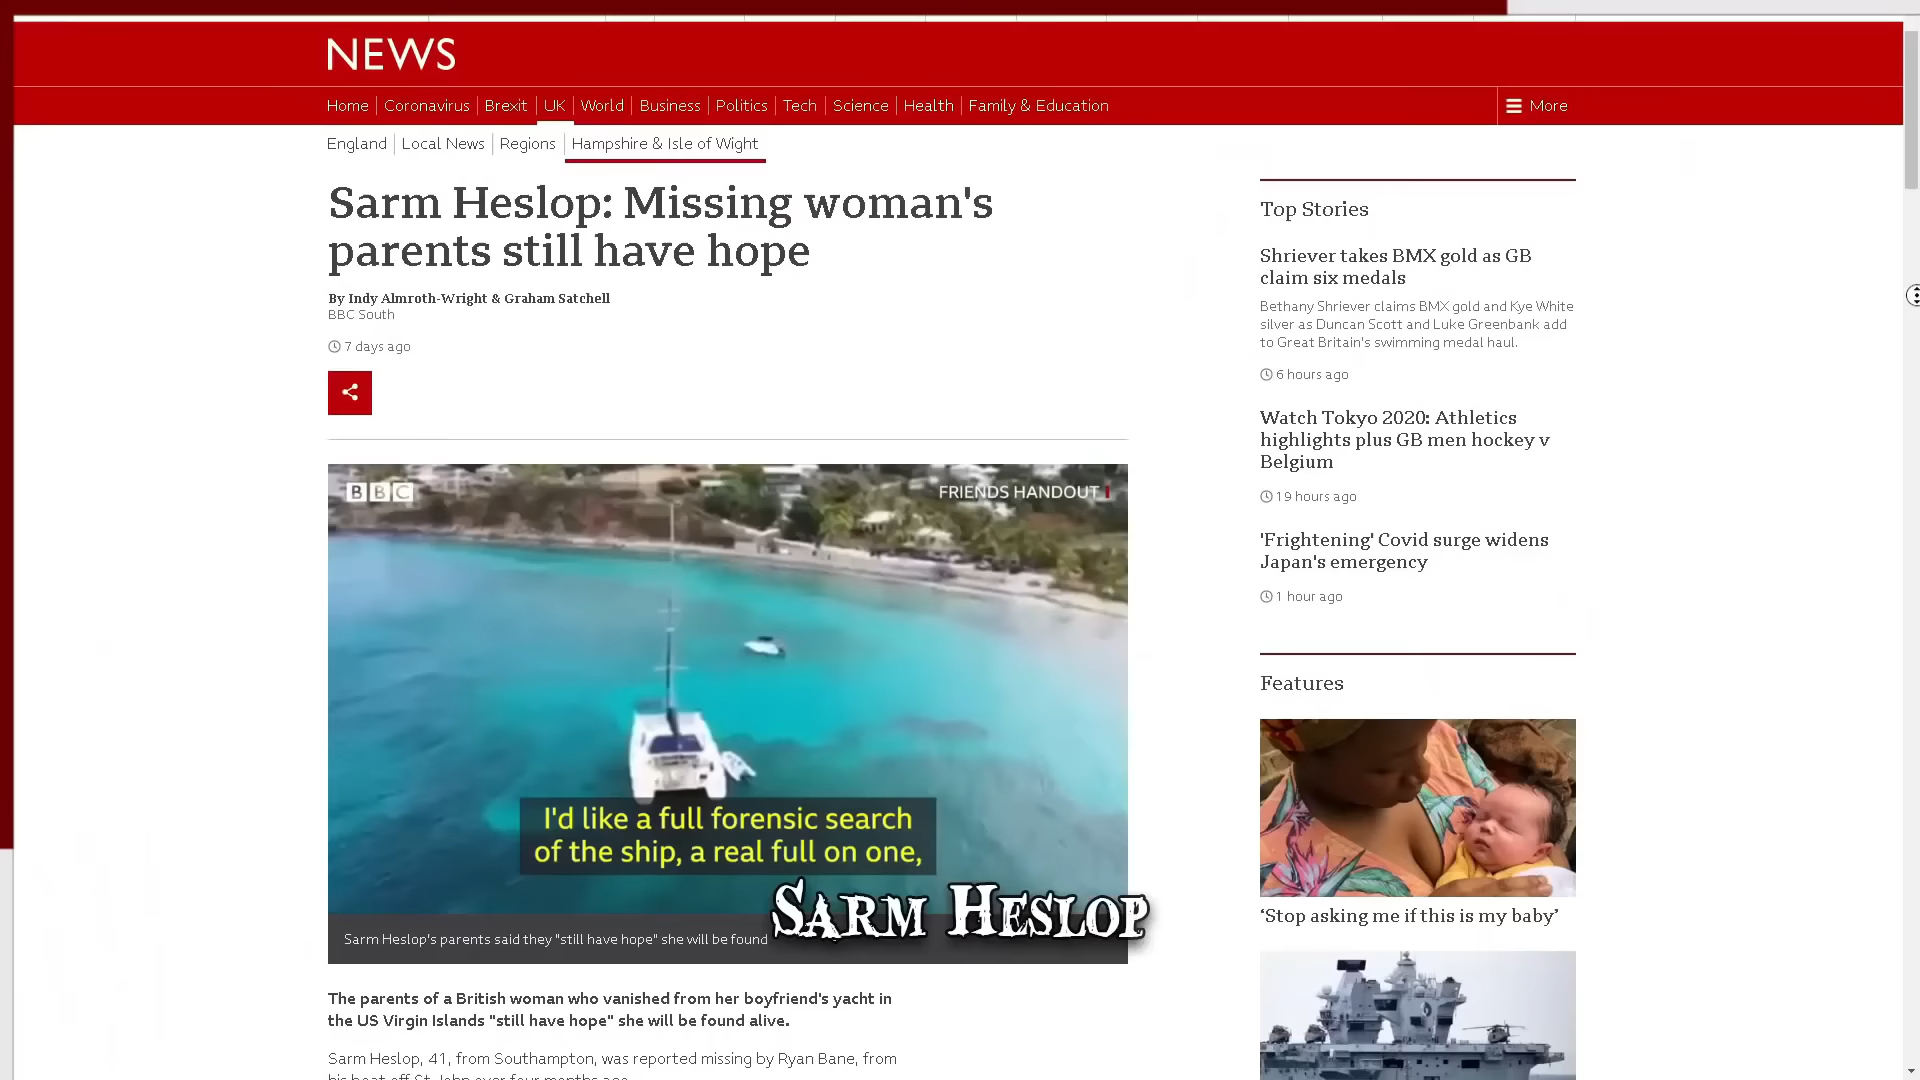 NEWS
Home
Coronavirus
Brexit
UK
World
Business
Politics
Tech
Science
Health
Family & Education
More
England
Local News
Regions
Hampshire & Isle of Wight
Sarm Heslop: Missing woman's
parents still have hope
By Indy Almroth-Wright & Graham Satchell
BBC South
7 days ago
BBC
FRIENDS HANDOUT
I'd like a full forensic search
of the ship, a real full on one,
SARM HESLOP
Sarm Heslop's parents said they "still have hope" she will be found
The parents of a British woman who vanished from her boyfriend's yacht in
the US Virgin Islands "still have hope" she will be found alive.
Sarm Heslop, 41, from Southampton, was reported missing by Ryan Bane, from
his boat off St John over four months ago.
Top Stories
Shriever takes BMX gold as GB
claim six medals
Bethany Shriever claims BMX gold and Kye White
silver as Duncan Scott and Luke Greenbank add
to Great Britain's swimming medal haul.
6 hours ago
Watch Tokyo 2020: Athletics
highlights plus GB men hockey v
Belgium
19 hours ago
'Frightening' Covid surge widens
Japan's emergency
1 hour ago
Features
‘Stop asking me if this is my baby’